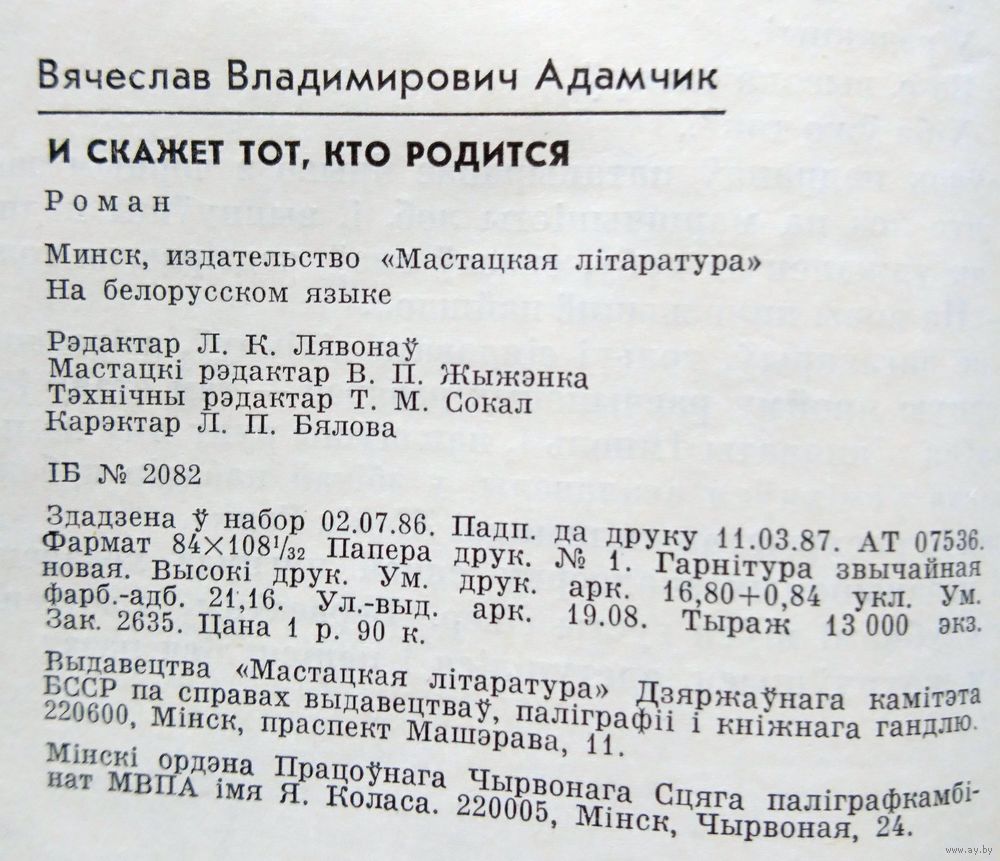 Вячеслав Владимирович Адамчик
И СКАЖЕТ ТОТ, КТО РОДИТСЯ
Роман
Минск, издательство «Мастацкая літаратура»
На белорусском языке
Рэдактар Л. К. Лявонаў
Мастацкі рэдактар В. П. Жыжэнка
Тэхнічны рэдактар Т. М. Сокал
Карэктар Л. П. Бялова
ІБ № 2082
Здадзена ў набор 02.07.86. Падп. да друку 11.03.87. АТ 07536.
Фармат 84×108¹/₃₂ Папера друк. № 1. Гарнітура звычайная
новая. Высокі друк. Ум. друк. арк. 16,80+0,84 укл. Ум.
фарб.-адб. 21,16. Ул.-выд. арк. 19.08. Тыраж 13 000 экз.
Зак. 2635. Цана 1 р. 90 к.
Выдавецтва «Мастацкая літаратура» Дзяржаўнага камітэта
БССР па справах выдавецтваў, паліграфіі і кніжнага гандлю.
220600, Мінск, праспект Машэрава, 11.
Мінскі ордэна Працоўнага Чырвонага Сцяга паліграфкамбі-
нат МВПА імя Я. Коласа. 220005, Мінск, Чырвоная, 24.
www.ay.by